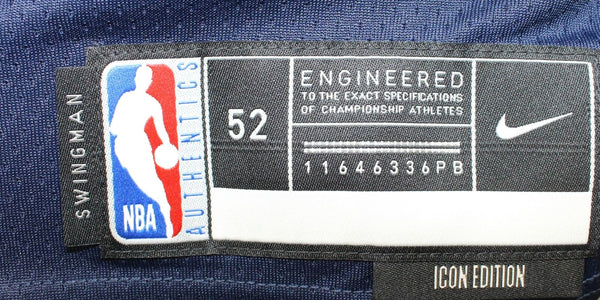 SWINGMAN
NBA
AUTHENTICS
52
ENGINEERED
TO THE EXACT SPECIFICATIONS
OF CHAMPIONSHIP ATHLETES
11646336PB
ICON EDITION